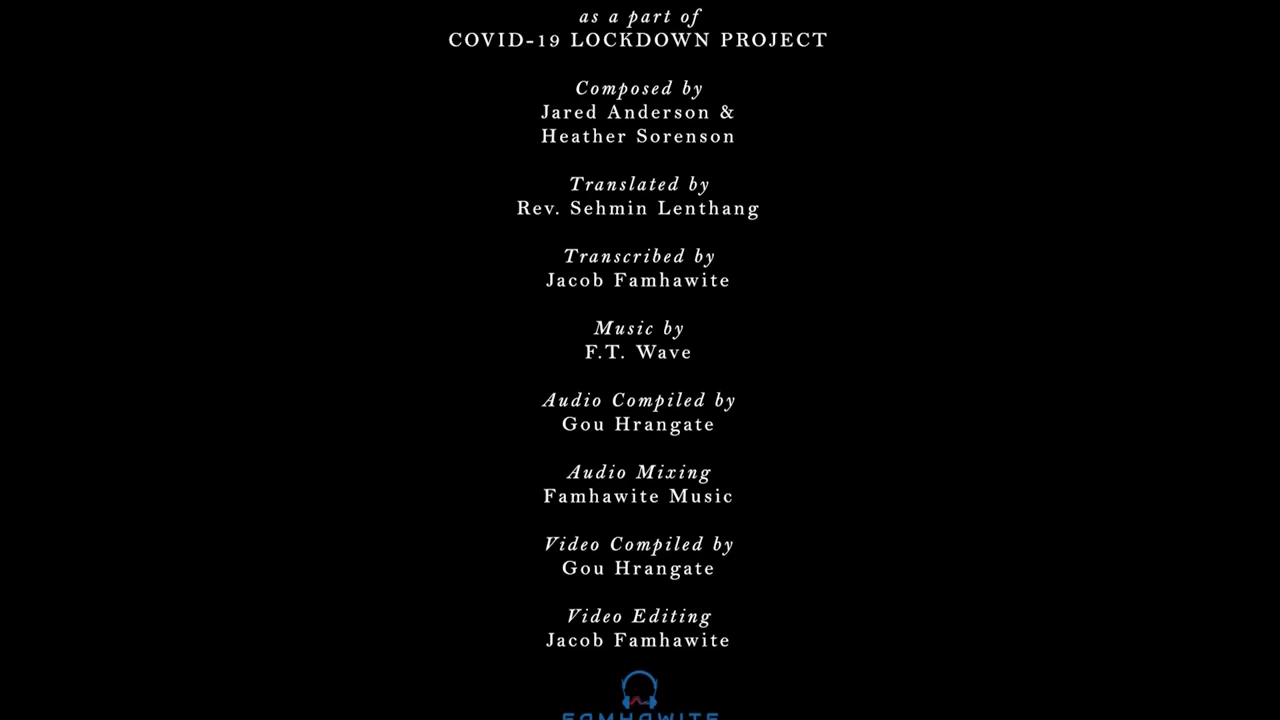 as a part of
COVID-19 LOCKDOWN PROJECT
Composed by
Jared Anderson &
Heather Sorenson
Translated by
Rev. Sehmin Lenthang
Transcribed by
Jacob Famhawite
Music by
F.T. Wave
Audio Compiled by
Gou Hrangate
Audio Mixing
Famhawite Music
Video Compiled by
Gou Hrangate
Video Editing
Jacob Famhawite
FAMHAWITE